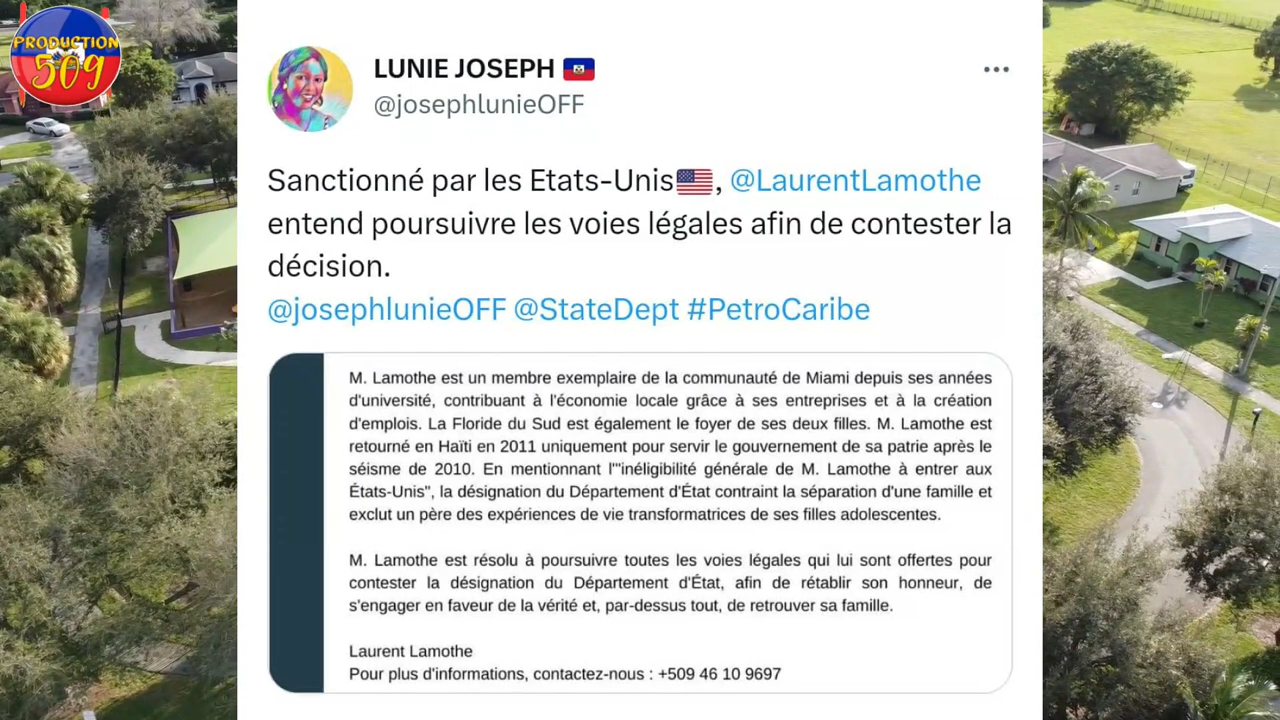 PRODUCTION
509
LUNIE JOSEPH
@josephlunieOFF
Sanctionné par les Etats-Unis, @LaurentLamothe
entend poursuivre les voies légales afin de contester la
décision.
@josephlunieOFF @StateDept #PetroCaribe
M. Lamothe est un membre exemplaire de la communauté de Miami depuis ses années
d'université, contribuant à l'économie locale grâce à ses entreprises et à la création
d'emplois. La Floride du Sud est également le foyer de ses deux filles. M. Lamothe est
retourné en Haïti en 2011 uniquement pour servir le gouvernement de sa patrie après le
séisme de 2010. En mentionnant l'"inéligibilité générale de M. Lamothe à entrer aux
États-Unis", la désignation du Département d'État contraint la séparation d'une famille et
exclut un père des expériences de vie transformatrices de ses filles adolescentes.
M. Lamothe est résolu à poursuivre toutes les voies légales qui lui sont offertes pour
contester la désignation du Département d'État, afin de rétablir son honneur, de
s'engager en faveur de la vérité et, par-dessus tout, de retrouver sa famille.
Laurent Lamothe
Pour plus d'informations, contactez-nous : +509 46 10 9697